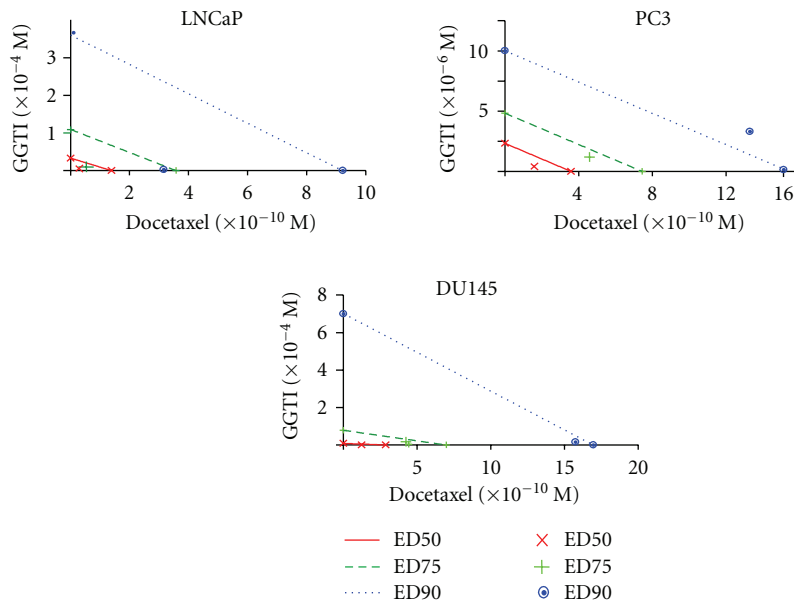 LNCaP
GGTI (×10⁻⁴ M)
3
1
0
2
4
6
8
10
Docetaxel (×10⁻¹⁰ M)
PC3
GGTI (×10⁻⁶ M)
10
5
0
4
8
12
16
Docetaxel (×10⁻¹⁰ M)
DU145
GGTI (×10⁻⁴ M)
8
6
4
2
5
10
15
20
Docetaxel (×10⁻¹⁰ M)
ED50 ED50
ED75 ED75
ED90 ED90